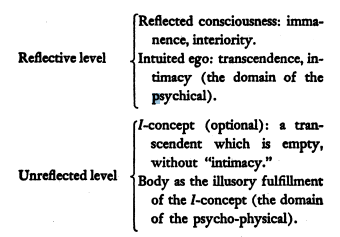 Reflected consciousness: imma-
nence, interiority.
Reflective level
Intuited ego: transcendence, in-
timacy (the domain of the
psychical).
I-concept (optional): a tran-
scendent which is empty,
without “intimacy.”
Unreflected level
Body as the illusory fulfillment
of the I-concept (the domain
of the psycho-physical).